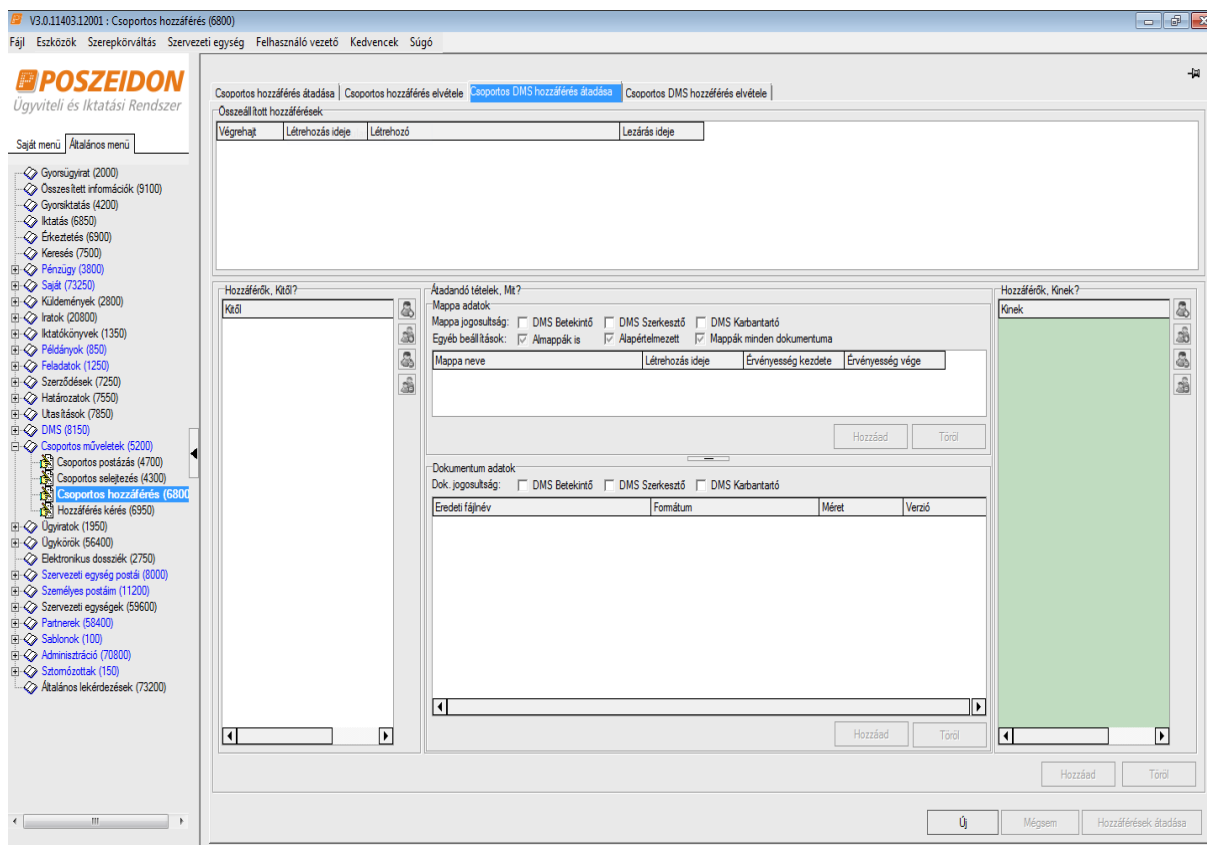 V3.0.11403.12001 : Csoportos hozzáférés (6800)
Fájl Eszközök Szerepkörváltás Szervezeti egység Felhasználó vezető Kedvencek Súgó
POSZEIDON
Ügyviteli és Iktatási Rendszer
Saját menü Általános menü
Gyorsügyirat (2000)
Összesített információk (9100)
Gyorsiktatás (4200)
Iktatás (6850)
Érkeztetés (6900)
Keresés (7500)
Pénzügy (3800)
Saját (73250)
Küldemények (2800)
Iratok (20800)
Iktatókönyvek (1350)
Példányok (850)
Feladatok (1250)
Szerződések (7250)
Határozatok (7550)
Utasítások (7850)
DMS (8150)
Csoportos műveletek (5200)
Csoportos postázás (4700)
Csoportos selejtezés (4300)
Csoportos hozzáférés (6800
Hozzáférés kérés (6950)
Ügyiratok (1950)
Ügykörök (56400)
Elektronikus dossziék (2750)
Szervezeti egység postái (8000)
Személyes postáim (11200)
Szervezeti egységek (59600)
Partnerek (58400)
Sablonok (100)
Adminisztráció (70800)
Sztornózottak (150)
Általános lekérdezések (73200)
Csoportos hozzáférés átadása Csoportos hozzáférés elvétele Csoportos DMS hozzáférés átadása Csoportos DMS hozzéférés elvétele
Összeállított hozzáférések
Végrehajt Létrehozás ideje Létrehozó Lezárás ideje
Hozzáférők, Kitől?
Kitől
Átadandó tételek, Mit?
Mappa adatok
Mappa jogosultság: DMS Betekintő DMS Szerkesztő DMS Karbantartó
Egyéb beállítások: Almappák is Alapértelmezett Mappák minden dokumentuma
Mappa neve Létrehozás ideje Érvényesség kezdete Érvényesség vége
Hozzáad Töröl
Dokumentum adatok
Dok. jogosultság: DMS Betekintő DMS Szerkesztő DMS Karbantartó
Eredeti fájlnév Formátum Méret Verzió
Hozzáad Töröl
Hozzáférők, Kinek?
Kinek
Hozzáad Töröl
Új Mégsem Hozzáférések átadása